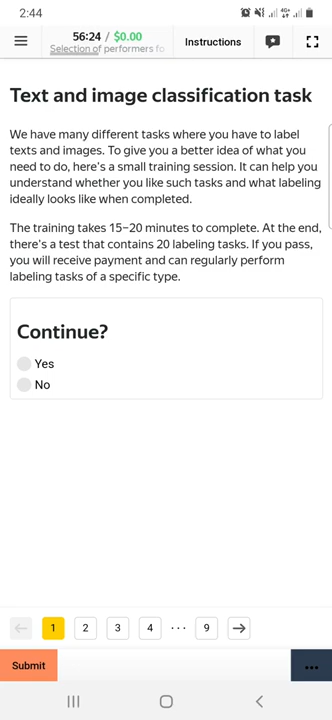 2:44
56:24 / $0.00
Selection of performers fo
Instructions
Text and image classification task
We have many different tasks where you have to label
texts and images. To give you a better idea of what you
need to do, here's a small training session. It can help you
understand whether you like such tasks and what labeling
ideally looks like when completed.
The training takes 15–20 minutes to complete. At the end,
there's a test that contains 20 labeling tasks. If you pass,
you will receive payment and can regularly perform
labeling tasks of a specific type.
Continue?
Yes
No
1 2 3 4 ... 9
Submit